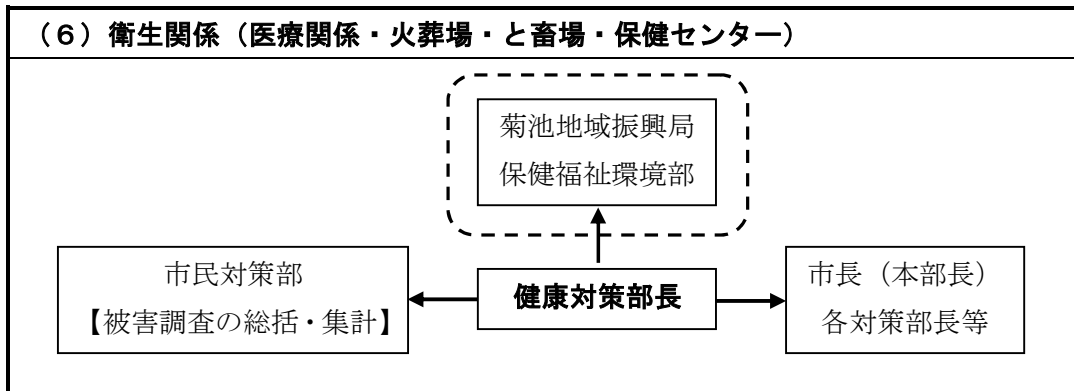 （６）衛生関係（医療関係・火葬場・と畜場・保健センター）
菊池地域振興局
保健福祉環境部
市民対策部
【被害調査の総括・集計】
健康対策部長
市長（本部長）
各対策部長等